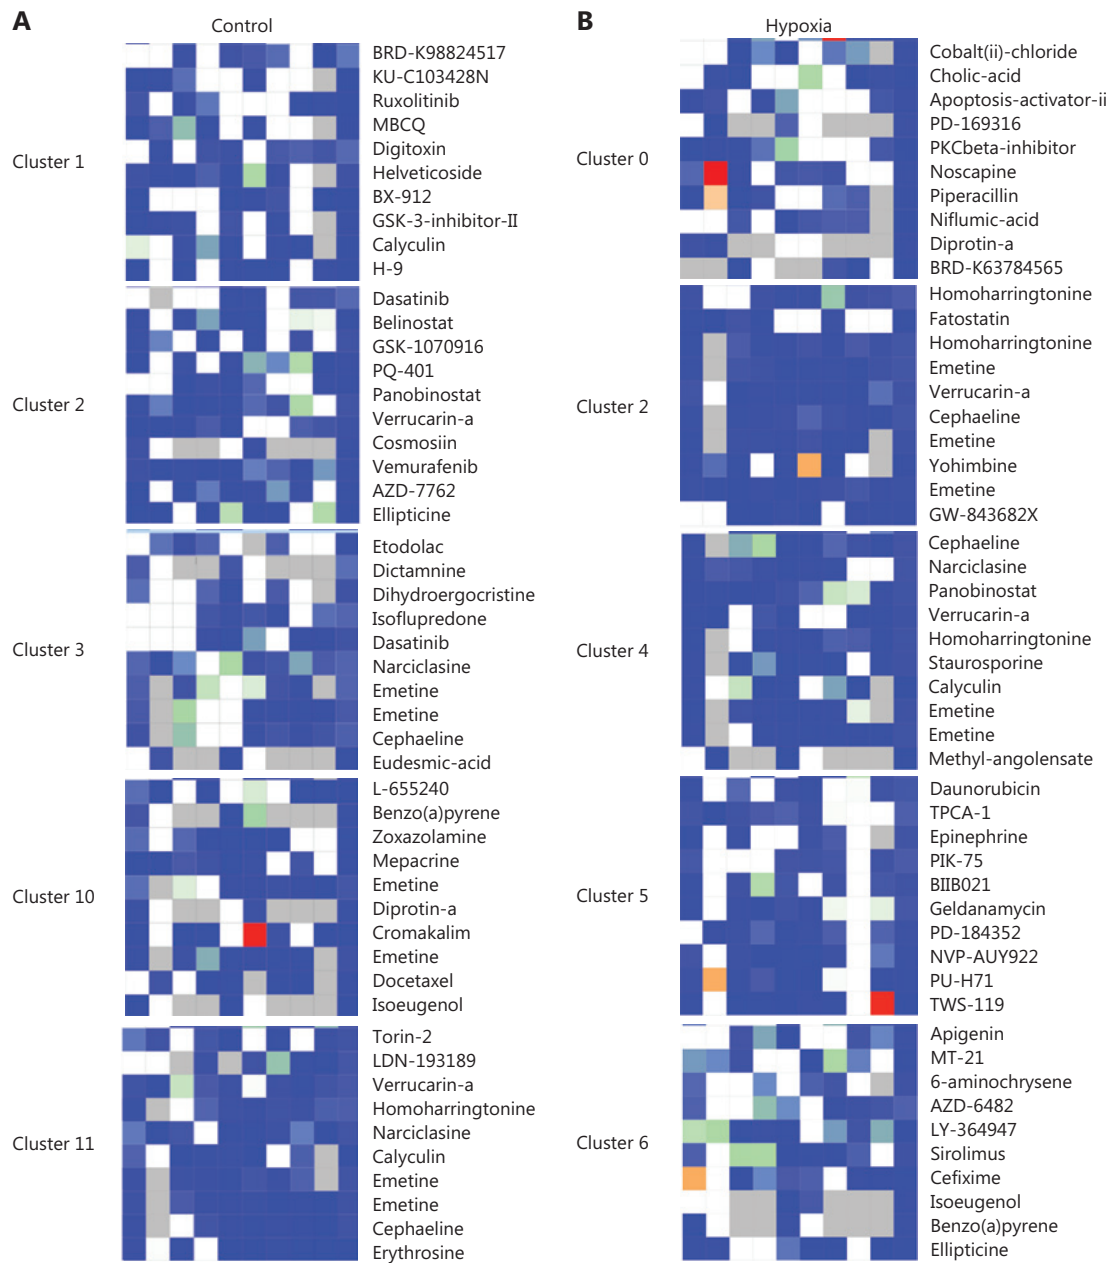 A
Control
Cluster 1
BRD-K98824517
KU-C103428N
Ruxolitinib
MBCQ
Digitoxin
Helveticoside
BX-912
GSK-3-inhibitor-II
Calyculin
H-9
Cluster 2
Dasatinib
Belinostat
GSK-1070916
PQ-401
Panobinostat
Verrucarin-a
Cosmosiin
Vemurafenib
AZD-7762
Ellipticine
Cluster 3
Etodolac
Dictamnine
Dihydroergocristine
Isoflupredone
Dasatinib
Narciclasine
Emetine
Emetine
Cephaeline
Eudesmic-acid
Cluster 10
L-655240
Benzo(a)pyrene
Zoxazolamine
Mepacrine
Emetine
Diprotin-a
Cromakalim
Emetine
Docetaxel
Isoeugenol
Cluster 11
Torin-2
LDN-193189
Verrucarin-a
Homoharringtonine
Narciclasine
Calyculin
Emetine
Emetine
Cephaeline
Erythrosine
B
Hypoxia
Cluster 0
Cobalt(ii)-chloride
Cholic-acid
Apoptosis-activator-ii
PD-169316
PKCbeta-inhibitor
Noscapine
Piperacillin
Niflumic-acid
Diprotin-a
BRD-K63784565
Cluster 2
Homoharringtonine
Fatostatin
Homoharringtonine
Emetine
Verrucarin-a
Cephaeline
Emetine
Yohimbine
Emetine
GW-843682X
Cluster 4
Cephaeline
Narciclasine
Panobinostat
Verrucarin-a
Homoharringtonine
Staurosporine
Calyculin
Emetine
Emetine
Methyl-angolensate
Cluster 5
Daunorubicin
TPCA-1
Epinephrine
PIK-75
BIIB021
Geldanamycin
PD-184352
NVP-AUY922
PU-H71
TWS-119
Cluster 6
Apigenin
MT-21
6-aminochrysene
AZD-6482
LY-364947
Sirolimus
Cefixime
Isoeugenol
Benzo(a)pyrene
Ellipticine